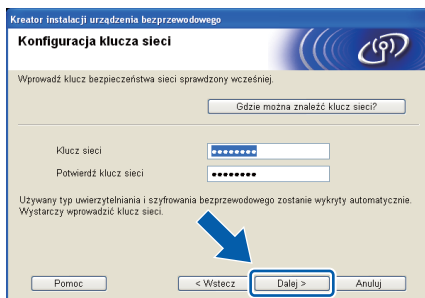 Kreator instalacji urządzenia bezprzewodowego
Konfiguracja klucza sieci
Wprowadź klucz bezpieczeństwa sieci sprawdzony wcześniej.
Gdzie można znaleźć klucz sieci?
Klucz sieci
••••••••
Potwierdź klucz sieci
••••••••
Używany typ uwierzytelniania i szyfrowania bezprzewodowego zostanie wykryty automatycznie.
Wystarczy wprowadzić klucz sieci.
Pomoc
< Wstecz
Dalej >
Anuluj